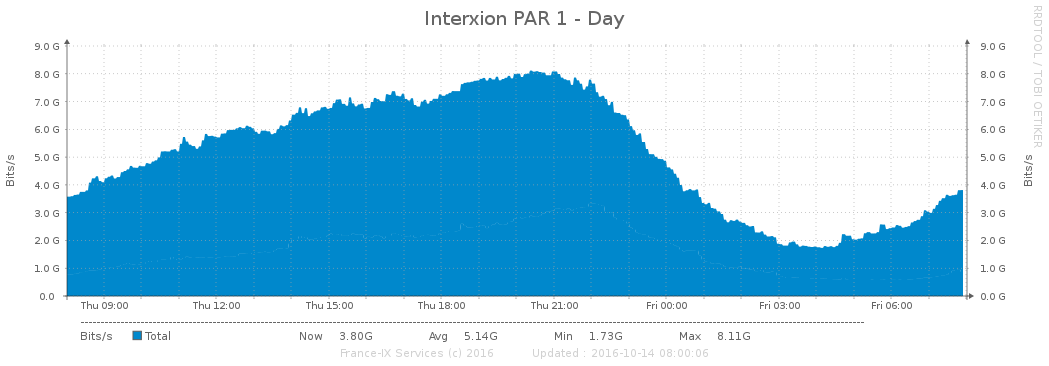 Interxion PAR 1 - Day
RRDTOOL / TOBI OETIKER
Bits/s
9.0 G 9.0 G
8.0 G 8.0 G
7.0 G 7.0 G
6.0 G 6.0 G
5.0 G 5.0 G
4.0 G 4.0 G
3.0 G 3.0 G
2.0 G 2.0 G
1.0 G 1.0 G
0.0 0.0 G
Bits/s
Thu 09:00 Thu 12:00 Thu 15:00 Thu 18:00 Thu 21:00 Fri 00:00 Fri 03:00 Fri 06:00
Bits/s Total Now 3.80G Avg 5.14G Min 1.73G Max 8.11G
France-IX Services (c) 2016 Updated : 2016-10-14 08:00:06